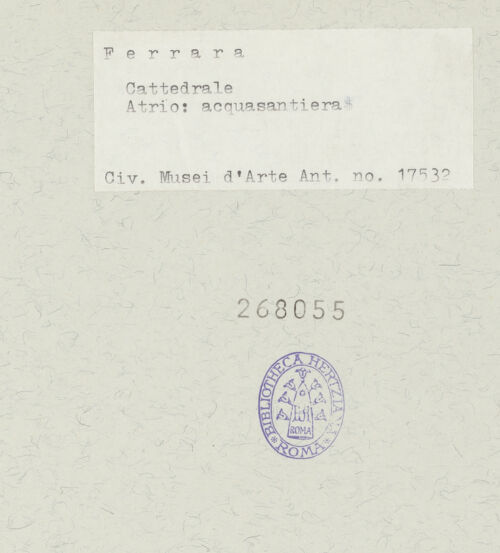 Ferrara
Cattedrale
Atrio: acquasantiera
Civ. Musei d'Arte Ant. no. 17532
268055
BIBLIOTHECA HERTZIANA
ROMA
ROMA